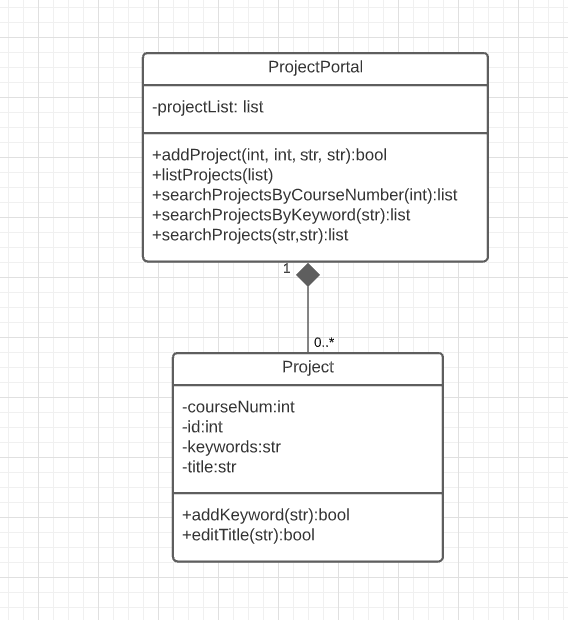 ProjectPortal
-projectList: list
+addProject(int, int, str, str):bool
+listProjects(list)
+searchProjectsByCourseNumber(int):list
+searchProjectsByKeyword(str):list
+searchProjects(str,str):list
1
0..*
Project
-courseNum:int
-id:int
-keywords:str
-title:str
+addKeyword(str):bool
+editTitle(str):bool